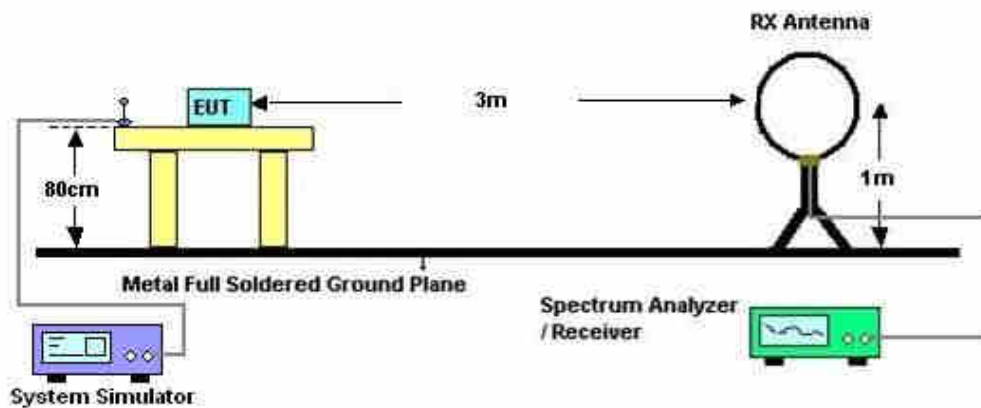 RX Antenna
EUT
3m
80cm
1m
Metal Full Soldered Ground Plane
Spectrum Analyzer
/ Receiver
System Simulator